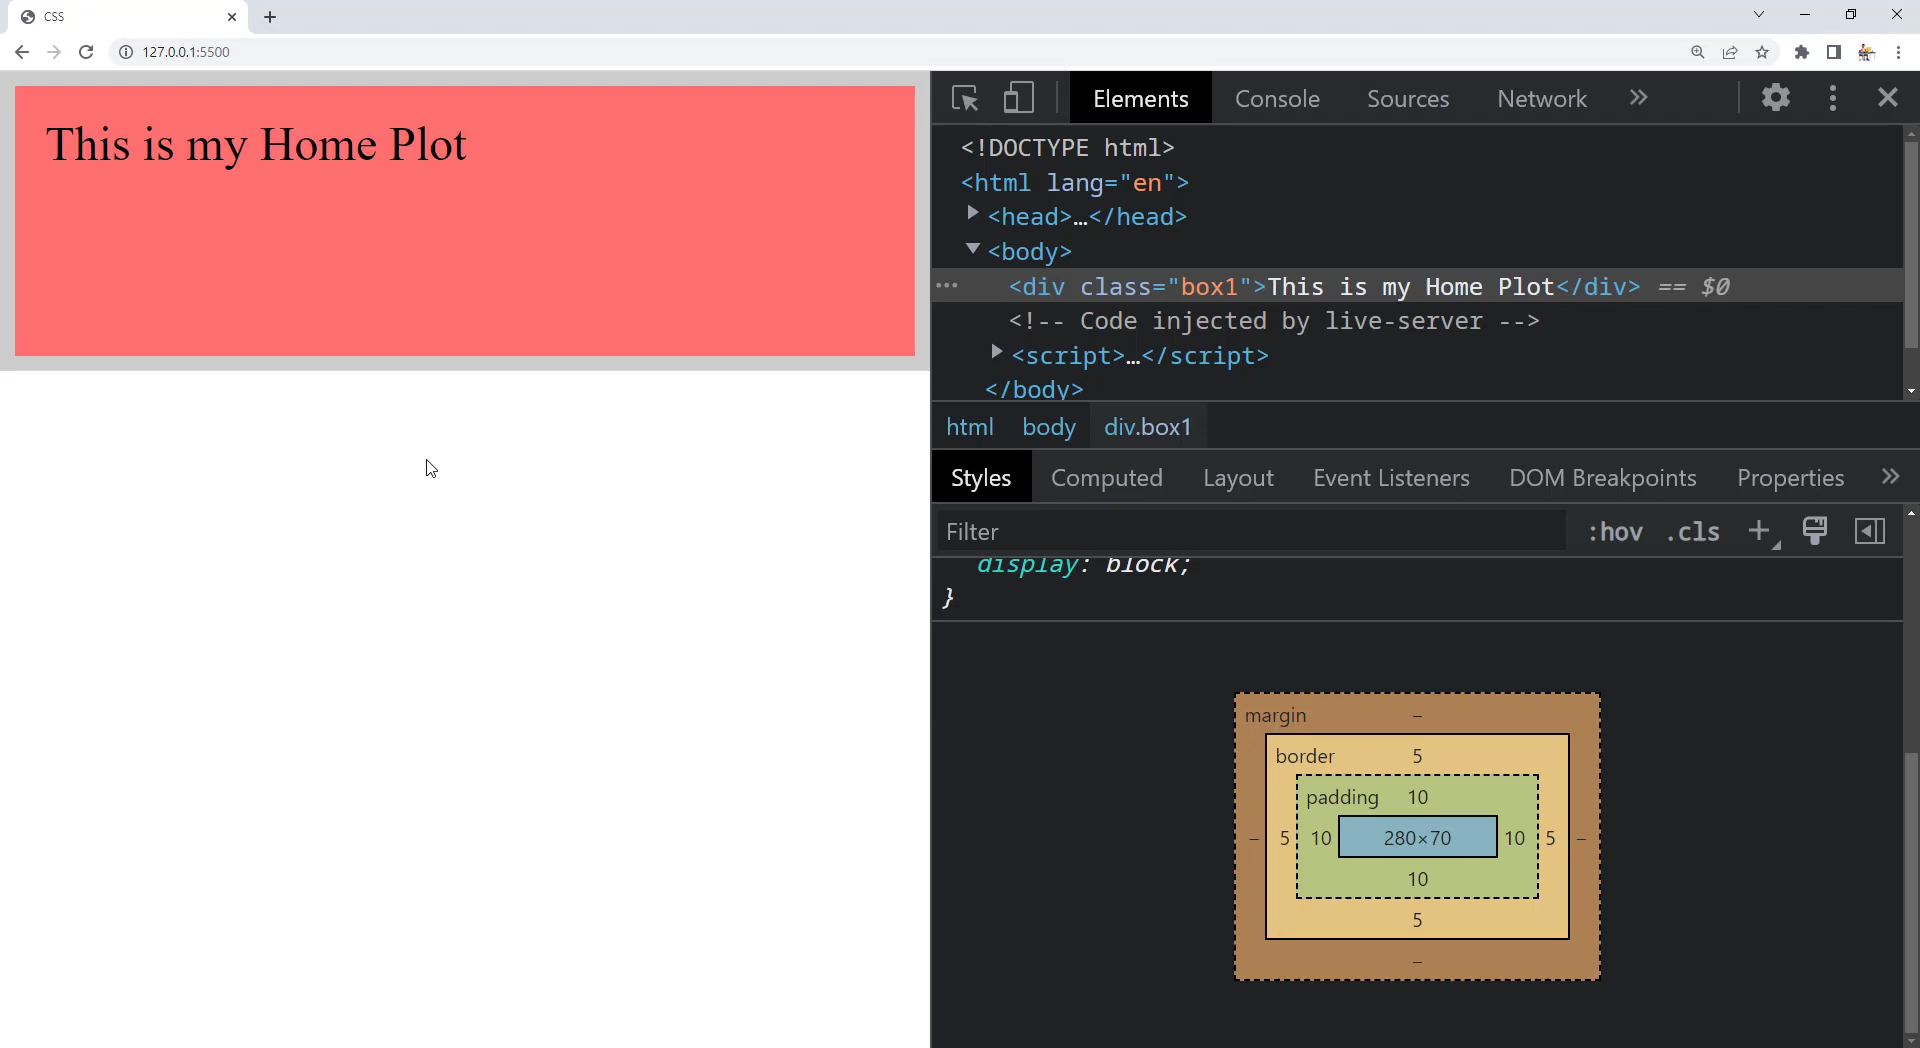 CSS
127.0.0.1:5500
This is my Home Plot
Elements Console Sources Network »
<!DOCTYPE html>
<html lang="en">
<head>…</head>
<body>
<div class="box1">This is my Home Plot</div> == $0
<!-- Code injected by live-server -->
<script>…</script>
</body>
html body div.box1
Styles Computed Layout Event Listeners DOM Breakpoints Properties »
Filter :hov .cls +
display: block;
}
margin –
border 5
padding 10
– 5 10 280×70 10 5 –
10
5
–